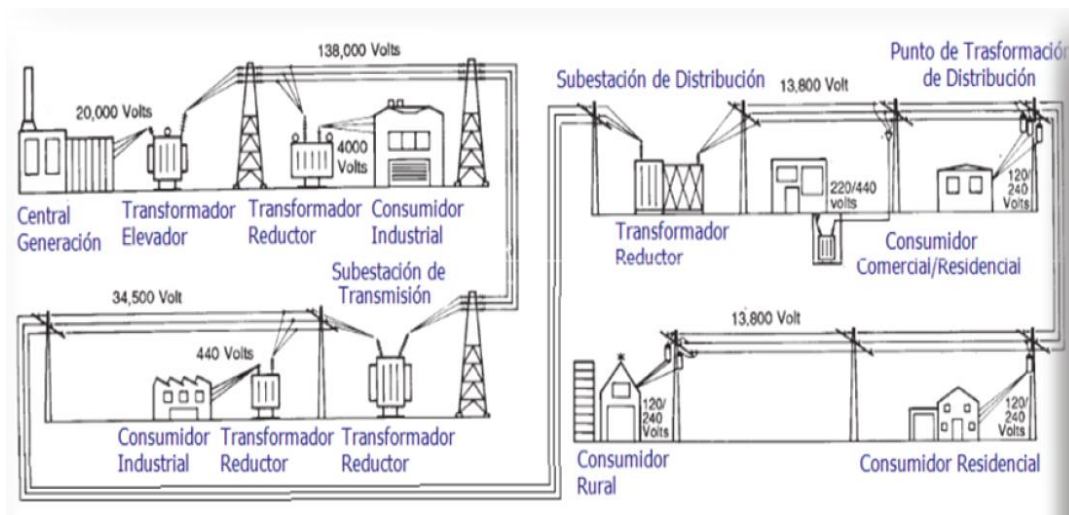 138,000 Volts
20,000 Volts
4000
Volts
Central
Generación
Transformador
Elevador
Transformador
Reductor
Consumidor
Industrial
Subestación de
Transmisión
34,500 Volt
440 Volts
Consumidor
Industrial
Transformador
Reductor
Transformador
Reductor
Subestación de Distribución
13,800 Volt
Punto de Trasformación
de Distribución
220/440
volts
120/
240
Volts
Transformador
Reductor
Consumidor
Comercial/Residencial
13,800 Volt
120/
240
Volts
120/
240
Volts
Consumidor
Rural
Consumidor Residencial